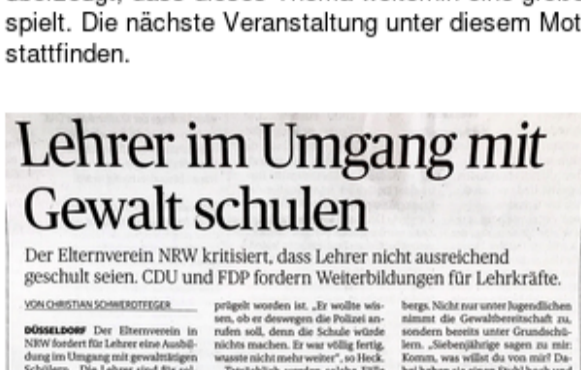 spielt. Die nächste Veranstaltung unter diesem Mot
stattfinden.
Lehrer im Umgang mit
Gewalt schulen
Der Elternverein NRW kritisiert, dass Lehrer nicht ausreichend
geschult seien. CDU und FDP fordern Weiterbildungen für Lehrkräfte.
VON CHRISTIAN SCHWERDTFEGER
DÜSSELDORF Der Elternverein in
NRW fordert für Lehrer eine Ausbil-
dung im Umgang mit gewalttätigen
prügelt worden ist. „Er wollte wis-
sen, ob er deswegen die Polizei an-
rufen soll, denn die Schule würde
nichts machen. Er war völlig fertig,
wusste nicht mehr weiter", so Heck.
bergs. Nicht nur unter Jugendlichen
nimmt die Gewaltbereitschaft zu,
sondern bereits unter Grundschü-
lern. „Siebenjährige sagen zu mir:
Komm, was willst du von mir? Da-